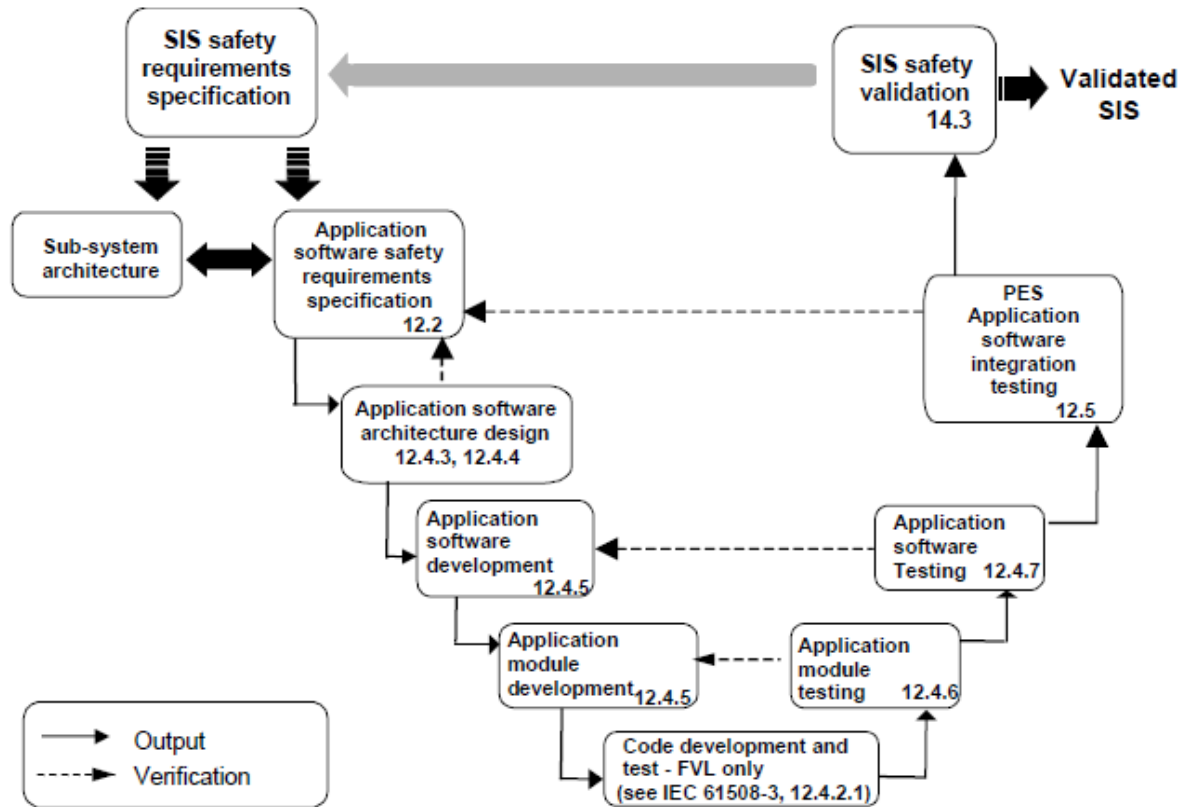 SIS safety
requirements
specification
SIS safety
validation
14.3
Validated
SIS
Sub-system
architecture
Application
software safety
requirements
specification
12.2
PES
Application
software
integration
testing
12.5
Application software
architecture design
12.4.3, 12.4.4
Application
software
development
12.4.5
Application
software
Testing 12.4.7
Application
module
development
12.4.5
Application
module
testing 12.4.6
Code development and
test - FVL only
(see IEC 61508-3, 12.4.2.1)
Output
Verification